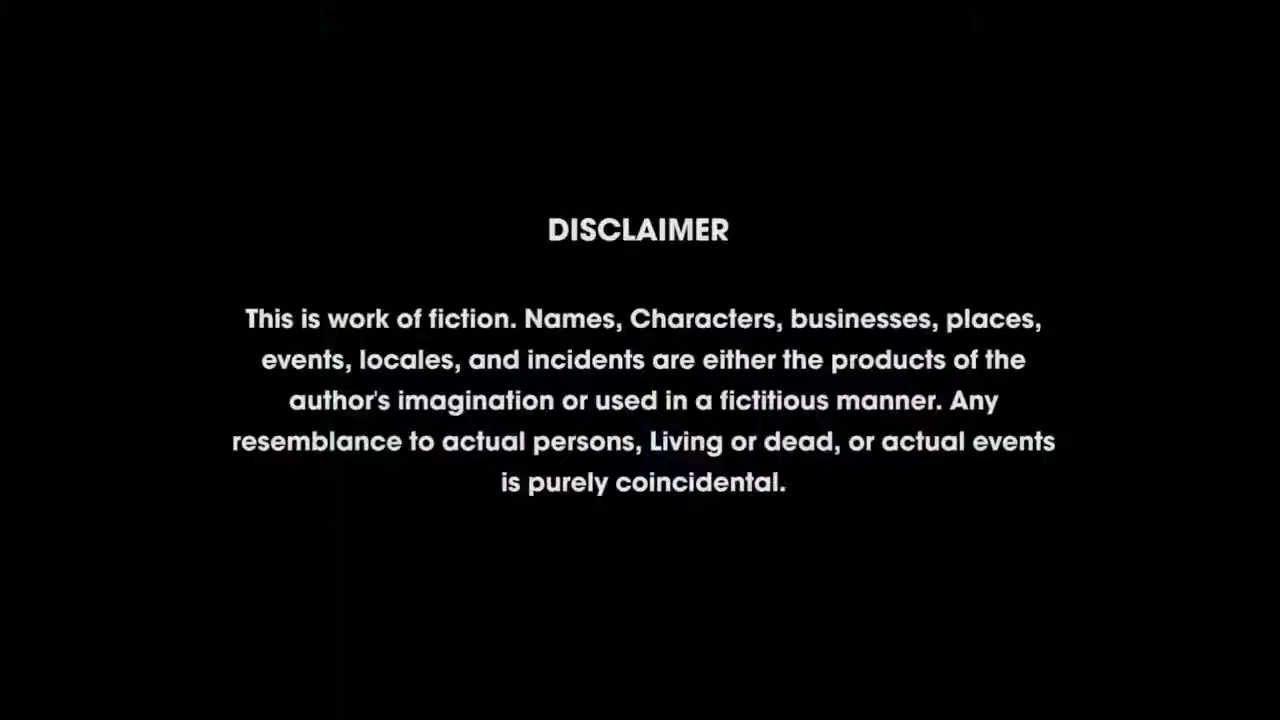 DISCLAIMER
This is work of fiction. Names, Characters, businesses, places,
events, locales, and incidents are either the products of the
author's imagination or used in a fictitious manner. Any
resemblance to actual persons, Living or dead, or actual events
is purely coincidental.